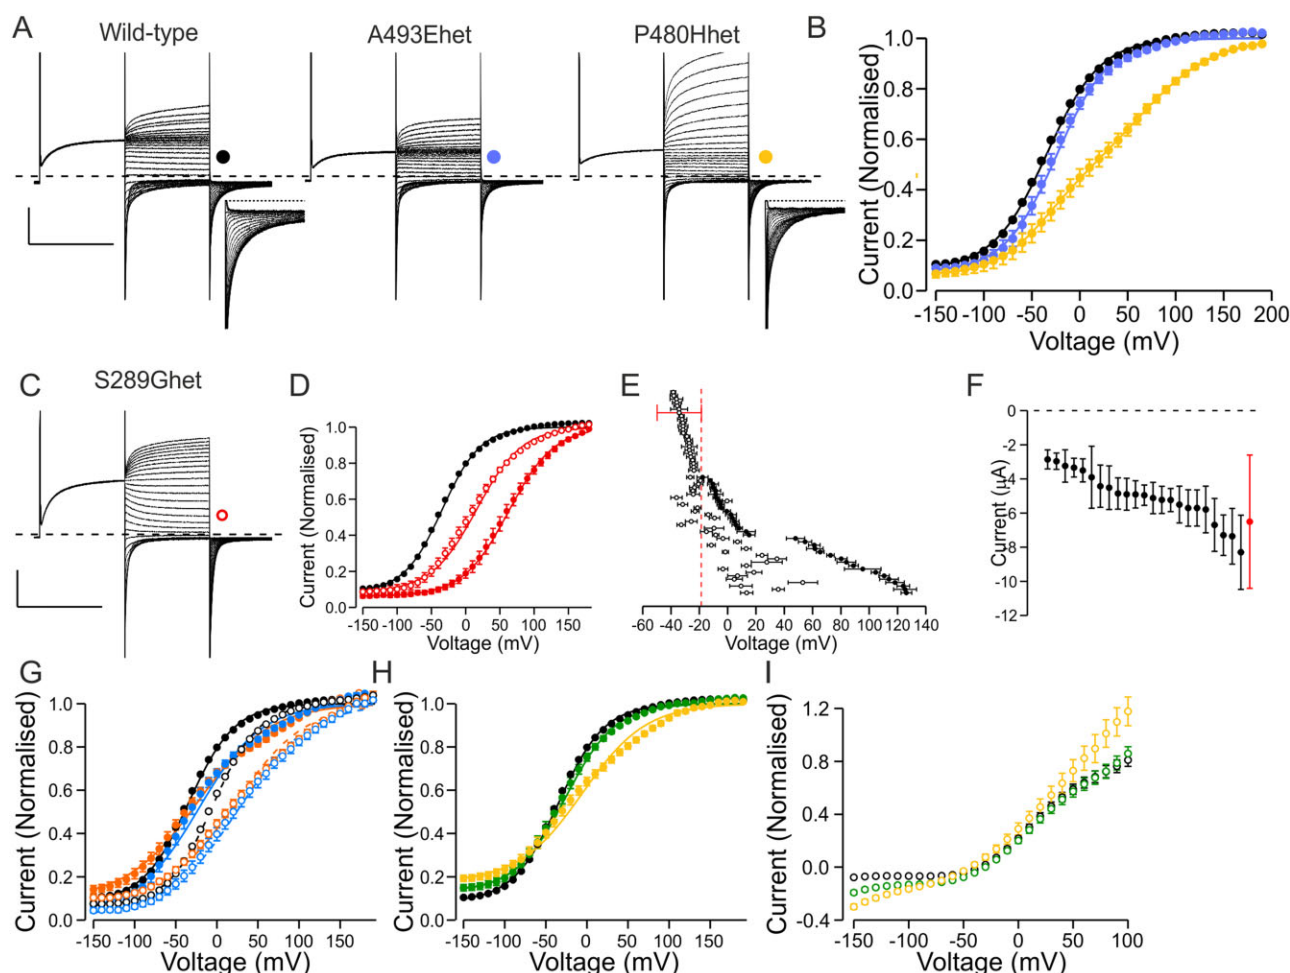 A
Wild-type
A493Ehet
P480Hhet
B
Current (Normalised)
1.0
0.8
0.6
0.4
0.2
0.0
-150 -100 -50 0 50 100 150 200
Voltage (mV)
C
S289Ghet
D
Current (Normalised)
1.0
0.8
0.6
0.4
0.2
0.0
-150 -100 -50 0 50 100 150
Voltage (mV)
E
-60 -40 -20 0 20 40 60 80 100 120 140
Voltage (mV)
F
Current (µA)
0
-2
-4
-6
-8
-10
-12
G
Current (Normalised)
1.0
0.8
0.6
0.4
0.2
0.0
-150 -100 -50 0 50 100 150
Voltage (mV)
H
Current (Normalised)
1.0
0.8
0.6
0.4
0.2
0.0
-150 -100 -50 0 50 100 150
Voltage (mV)
I
Current (Normalised)
1.2
0.8
0.4
0.0
-0.4
-150 -100 -50 0 50 100
Voltage (mV)